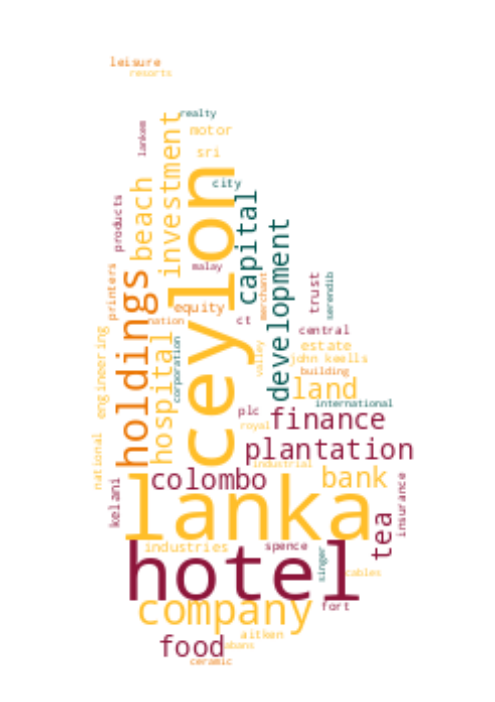 leisure
resorts
realty
motor
lankem
investment
sri
ceylon
city
beach
capital
products
development
malay
holdings
printers
merchant
trust
serendib
equity
nation
ct
central
engineering
hospital
corporation
valley
estate
john keells
building
land
international
plc
finance
royal
national
plantation
industrial
colombo
bank
kelani
lanka
insurance
tea
industries
spence
singer
hotel
cables
company
fort
aitken
food
abans
ceramic